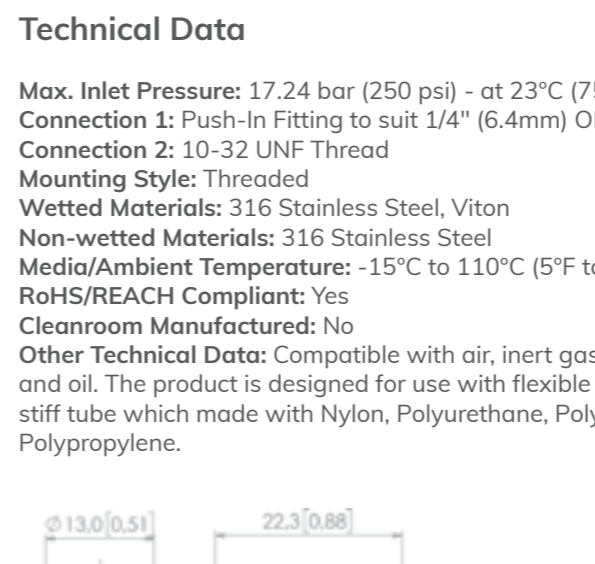 Technical Data
Max. Inlet Pressure: 17.24 bar (250 psi) - at 23°C (75
Connection 1: Push-In Fitting to suit 1/4" (6.4mm) O
Connection 2: 10-32 UNF Thread
Mounting Style: Threaded
Wetted Materials: 316 Stainless Steel, Viton
Non-wetted Materials: 316 Stainless Steel
Media/Ambient Temperature: -15°C to 110°C (5°F to
RoHS/REACH Compliant: Yes
Cleanroom Manufactured: No
Other Technical Data: Compatible with air, inert gas
and oil. The product is designed for use with flexible
stiff tube which made with Nylon, Polyurethane, Poly
Polypropylene.
Ø13,0[0,51] 22,3[0,88]